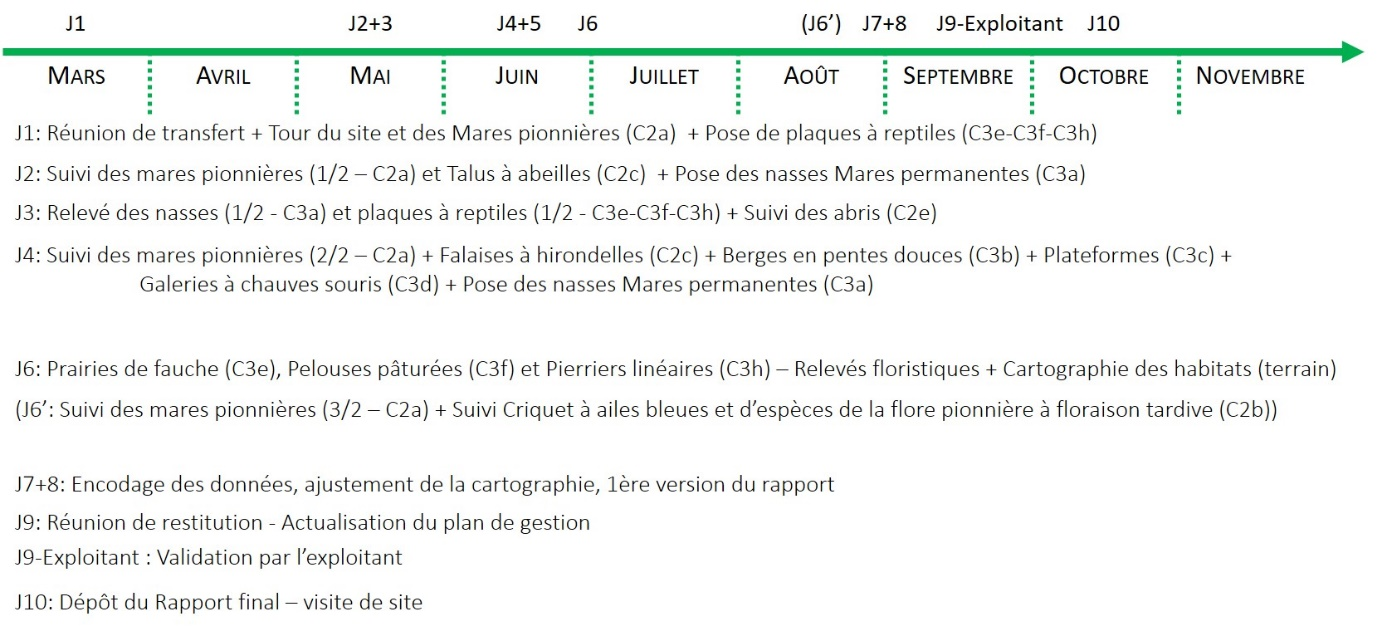 J1 J2+3 J4+5 J6 (J6’) J7+8 J9-Exploitant J10
MARS AVRIL MAI JUIN JUILLET AOÛT SEPTEMBRE OCTOBRE NOVEMBRE
J1: Réunion de transfert + Tour du site et des Mares pionnières (C2a) + Pose de plaques à reptiles (C3e-C3f-C3h)
J2: Suivi des mares pionnières (1/2 – C2a) et Talus à abeilles (C2c) + Pose des nasses Mares permanentes (C3a)
J3: Relevé des nasses (1/2 - C3a) et plaques à reptiles (1/2 - C3e-C3f-C3h) + Suivi des abris (C2e)
J4: Suivi des mares pionnières (2/2 – C2a) + Falaises à hirondelles (C2c) + Berges en pentes douces (C3b) + Plateformes (C3c) +
Galeries à chauves souris (C3d) + Pose des nasses Mares permanentes (C3a)
J6: Prairies de fauche (C3e), Pelouses pâturées (C3f) et Pierriers linéaires (C3h) – Relevés floristiques + Cartographie des habitats (terrain)
(J6’: Suivi des mares pionnières (3/2 – C2a) + Suivi Criquet à ailes bleues et d’espèces de la flore pionnière à floraison tardive (C2b))
J7+8: Encodage des données, ajustement de la cartographie, 1ère version du rapport
J9: Réunion de restitution - Actualisation du plan de gestion
J9-Exploitant : Validation par l’exploitant
J10: Dépôt du Rapport final – visite de site